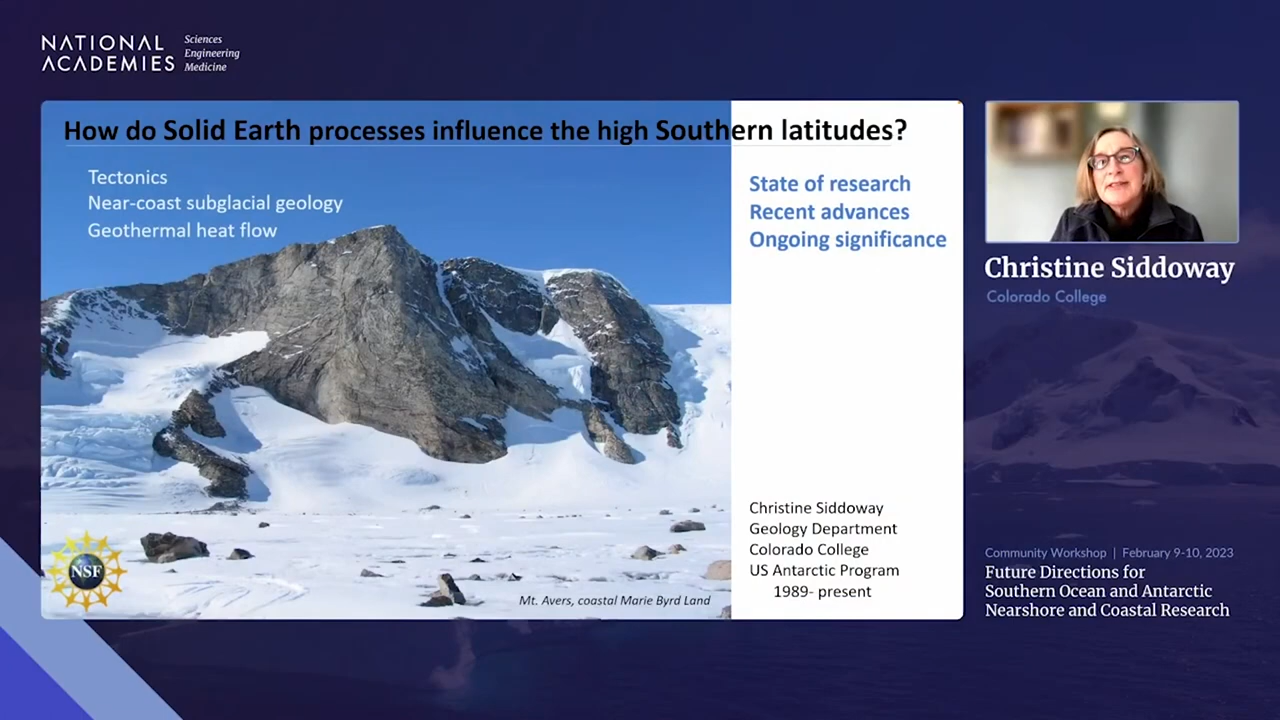 NATIONAL
ACADEMIES
Sciences
Engineering
Medicine
How do Solid Earth processes influence the high Southern latitudes?
Tectonics
Near-coast subglacial geology
Geothermal heat flow
State of research
Recent advances
Ongoing significance
Christine Siddoway
Geology Department
Colorado College
US Antarctic Program
1989- present
NSF
Mt. Avers, coastal Marie Byrd Land
Christine Siddoway
Colorado College
Community Workshop | February 9-10, 2023
Future Directions for
Southern Ocean and Antarctic
Nearshore and Coastal Research